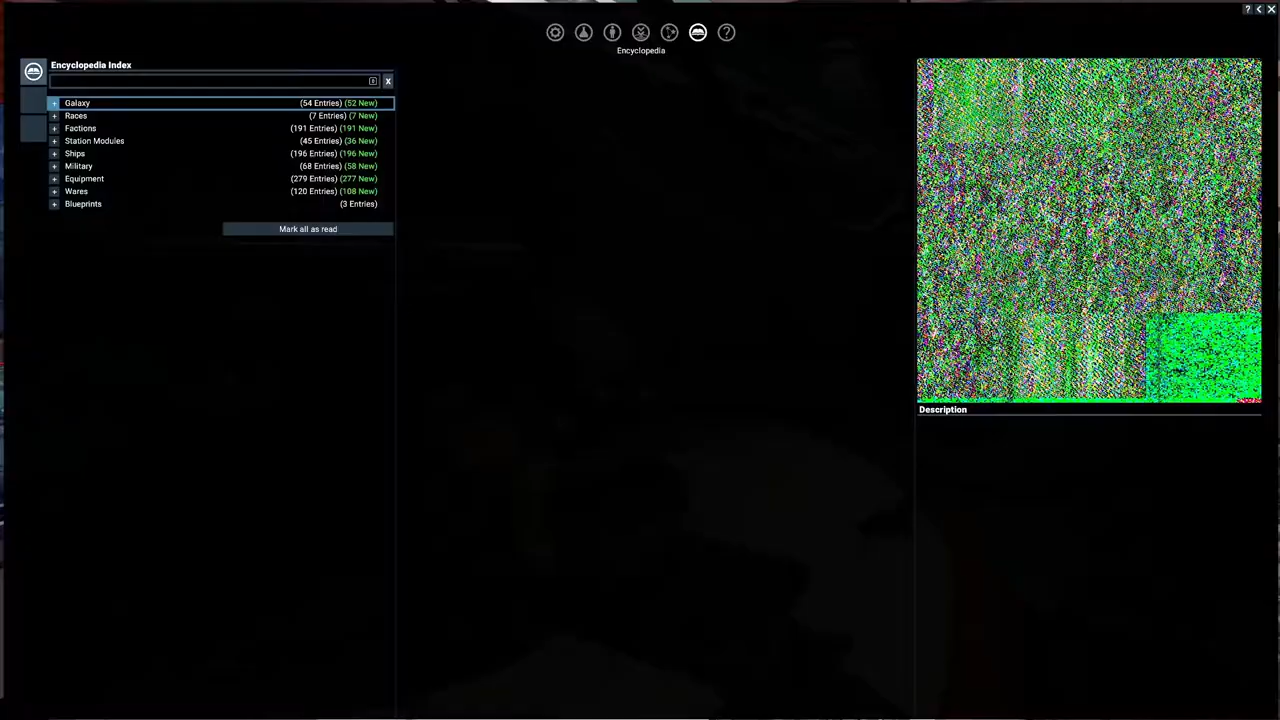 Encyclopedia
Encyclopedia Index
Galaxy (54 Entries) (52 New)
Races (7 Entries) (7 New)
Factions (191 Entries) (191 New)
Station Modules (45 Entries) (36 New)
Ships (196 Entries) (196 New)
Military (68 Entries) (58 New)
Equipment (279 Entries) (277 New)
Wares (120 Entries) (108 New)
Blueprints (3 Entries)
Mark all as read
Description